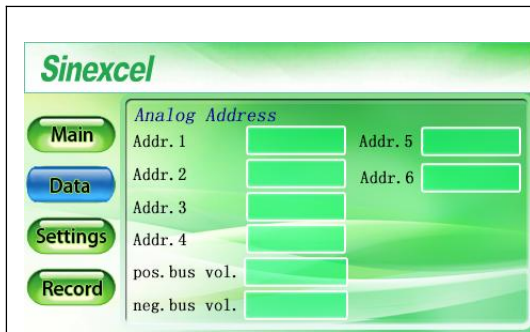 Sinexcel
Main
Data
Settings
Record
Analog Address
Addr.1
Addr.2
Addr.3
Addr.4
pos.bus vol.
neg.bus vol.
Addr.5
Addr.6